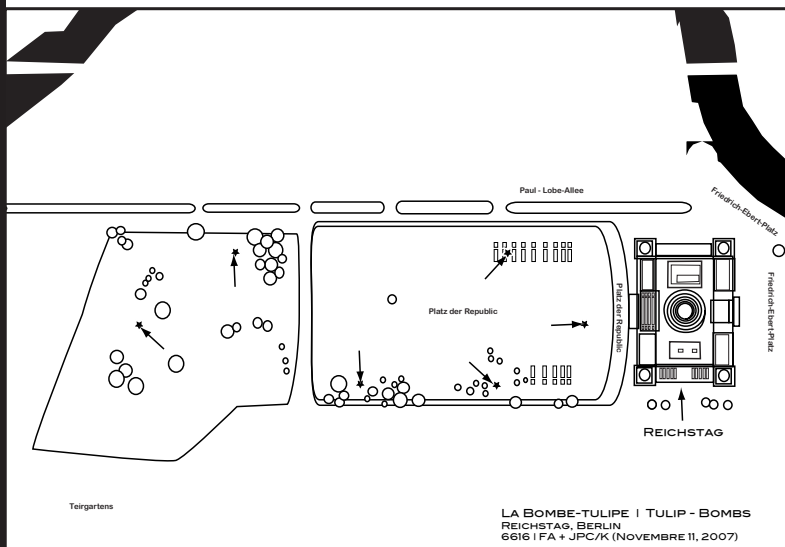 Paul - Lobe-Allee
Friedrich-Ebert-Platz
Friedrich-Ebert-Platz
Platz der Republic
Platz der Republic
REICHSTAG
Teirgartens
LA BOMBE-TULIPE | TULIP - BOMBS
REICHSTAG, BERLIN
6616 | FA + JPC/K (NOVEMBRE 11, 2007)